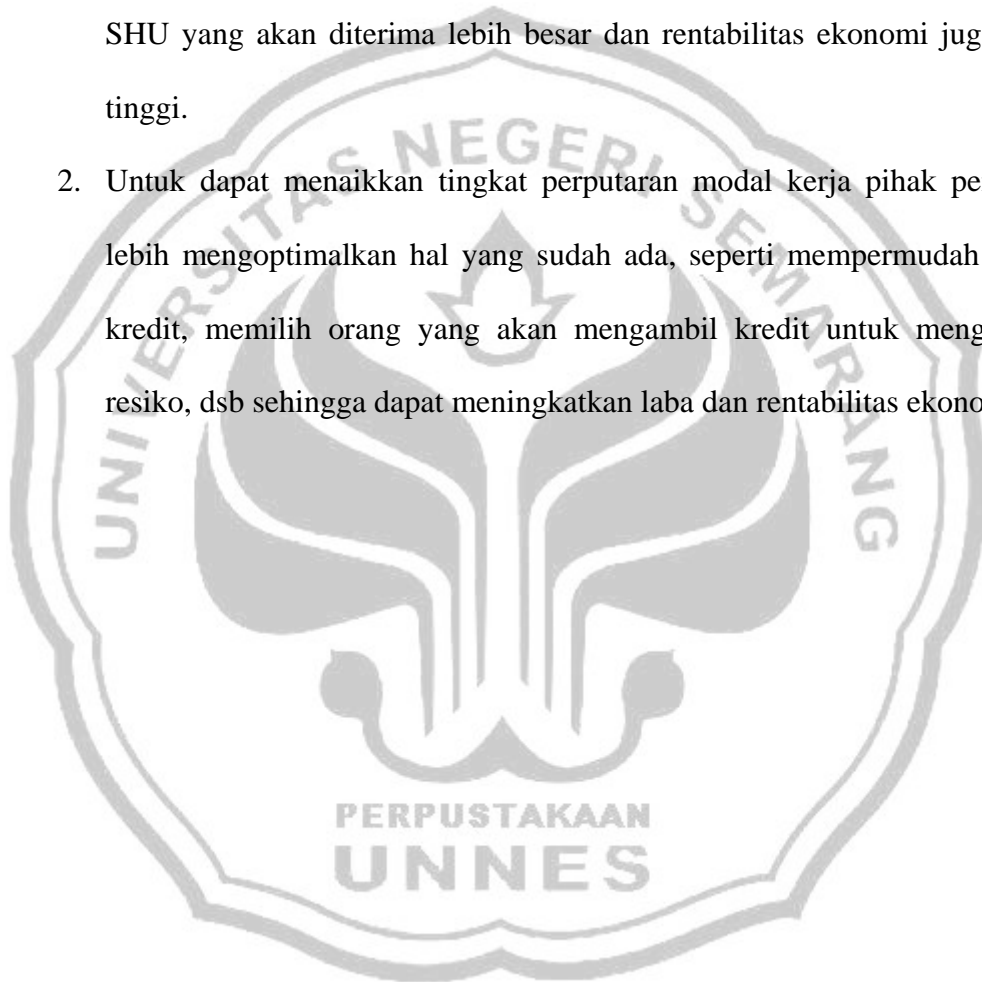 SHU yang akan diterima lebih besar dan rentabilitas ekonomi jug
tinggi.
2. Untuk dapat menaikkan tingkat perputaran modal kerja pihak pe
lebih mengoptimalkan hal yang sudah ada, seperti mempermudah
kredit, memilih orang yang akan mengambil kredit untuk meng
resiko, dsb sehingga dapat meningkatkan laba dan rentabilitas ekono
UNIVERSITAS NEGERI SEMARANG
PERPUSTAKAAN
UNNES